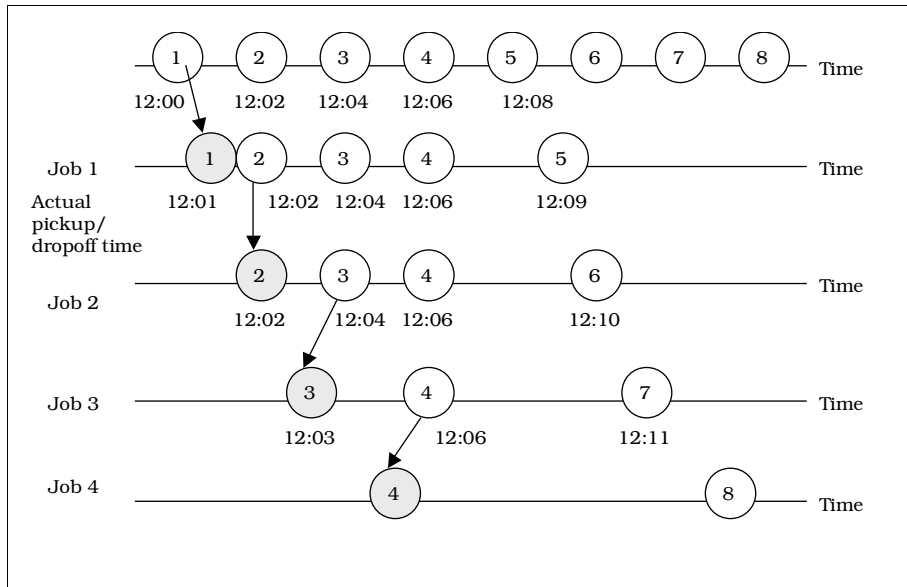 1 2 3 4 5 6 7 8 Time
12:00 12:02 12:04 12:06 12:08
Job 1 1 2 3 4 5 Time
12:01 12:02 12:04 12:06 12:09
Actual
pickup/
dropoff time
Job 2 2 3 4 6 Time
12:02 12:04 12:06 12:10
Job 3 3 4 7 Time
12:03 12:06 12:11
Job 4 4 8 Time